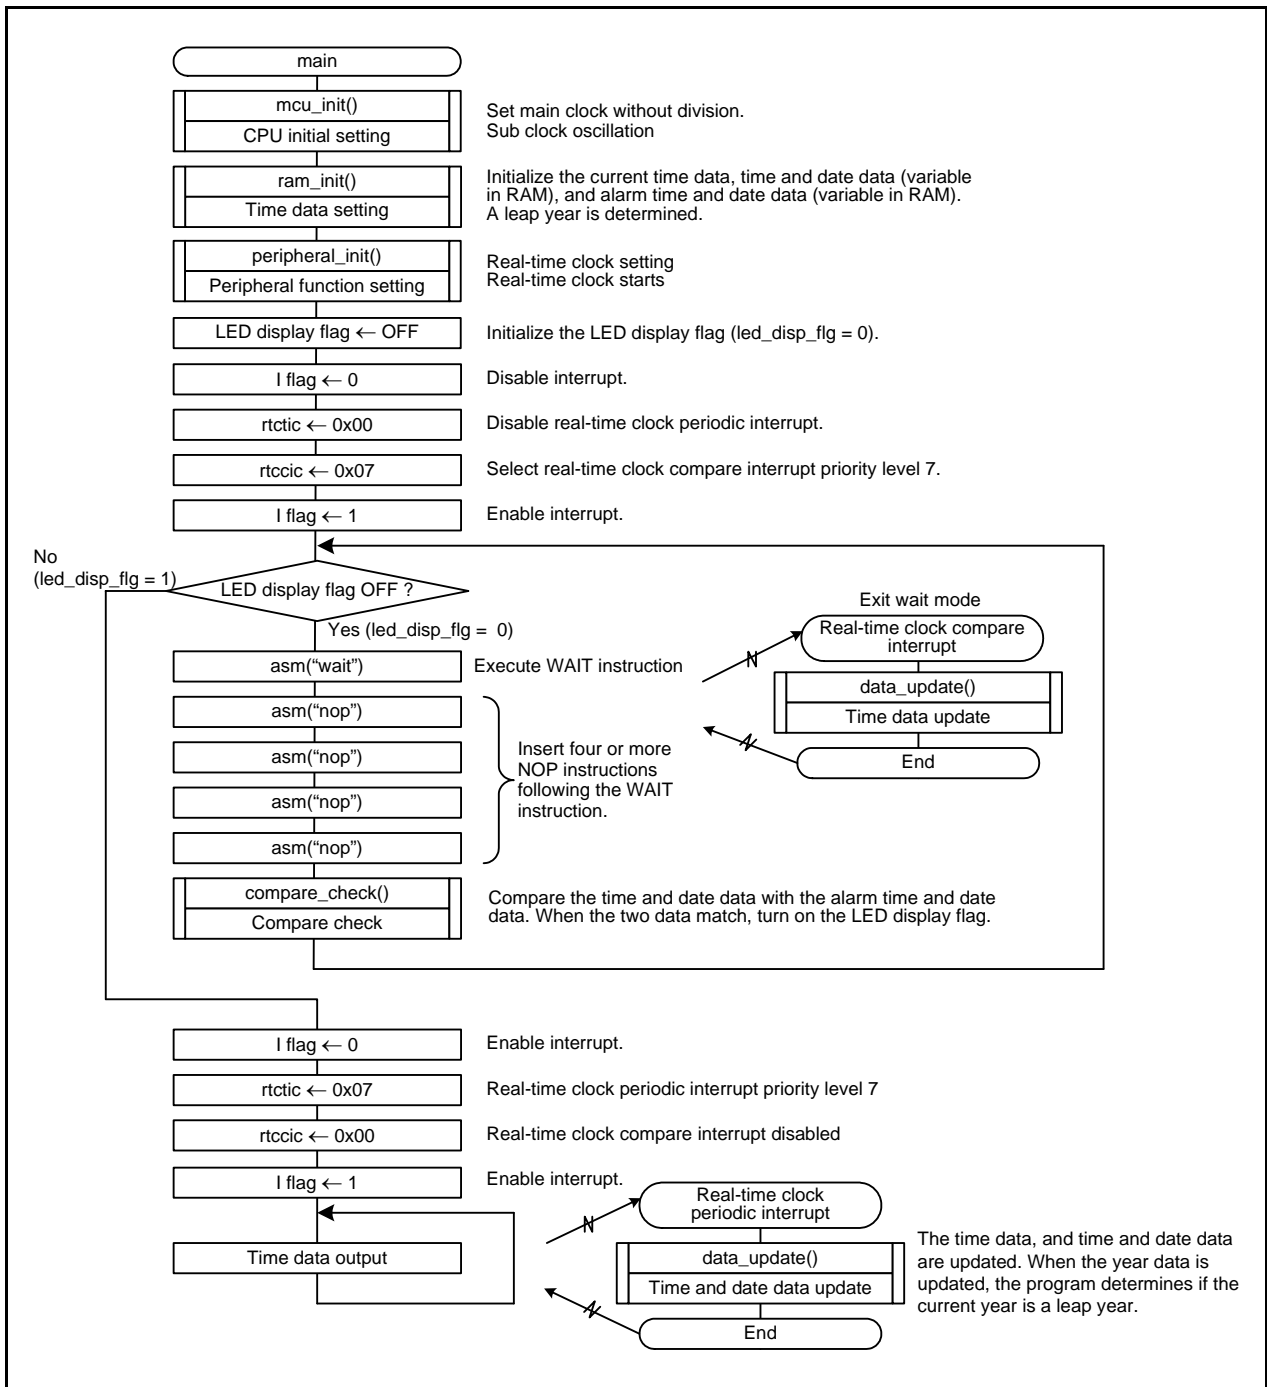 main
mcu_init()
CPU initial setting
Set main clock without division.
Sub clock oscillation
ram_init()
Time data setting
Initialize the current time data, time and date data (variable
in RAM), and alarm time and date data (variable in RAM).
A leap year is determined.
peripheral_init()
Peripheral function setting
Real-time clock setting
Real-time clock starts
LED display flag ← OFF
Initialize the LED display flag (led_disp_flg = 0).
I flag ← 0
Disable interrupt.
rtctic ← 0x00
Disable real-time clock periodic interrupt.
rtccic ← 0x07
Select real-time clock compare interrupt priority level 7.
I flag ← 1
Enable interrupt.
No
(led_disp_flg = 1)
LED display flag OFF ?
Yes (led_disp_flg = 0)
asm("wait")
Execute WAIT instruction
Exit wait mode
Real-time clock compare
interrupt
data_update()
Time data update
End
asm("nop")
asm("nop")
asm("nop")
asm("nop")
Insert four or more
NOP instructions
following the WAIT
instruction.
compare_check()
Compare check
Compare the time and date data with the alarm time and date
data. When the two data match, turn on the LED display flag.
I flag ← 0
Enable interrupt.
rtctic ← 0x07
Real-time clock periodic interrupt priority level 7
rtccic ← 0x00
Real-time clock compare interrupt disabled
I flag ← 1
Enable interrupt.
Time data output
Real-time clock
periodic interrupt
data_update()
Time and date data update
End
The time data, and time and date data
are updated. When the year data is
updated, the program determines if the
current year is a leap year.